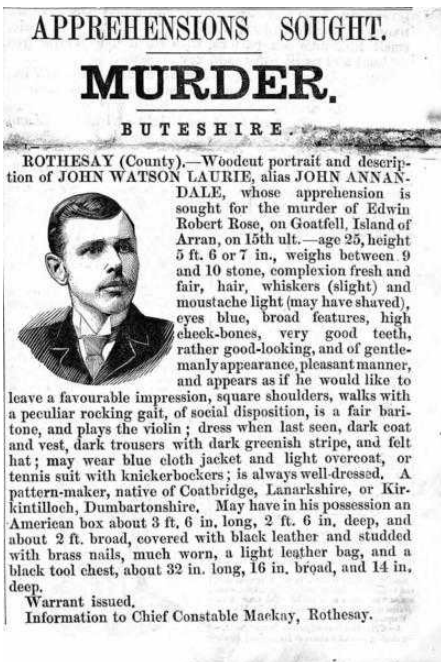 APPREHENSIONS SOUGHT.
MURDER.
BUTESHIRE.
ROTHESAY (County).—Woodcut portrait and descrip-
tion of JOHN WATSON LAURIE, alias JOHN ANNAN-
DALE, whose apprehension is
sought for the murder of Edwin
Robert Rose, on Goatfell, Island of
Arran, on 15th ult.—age 25, height
5 ft. 6 or 7 in., weighs between 9
and 10 stone, complexion fresh and
fair, hair, whiskers (slight) and
moustache light (may have shaved),
eyes blue, broad features, high
cheek-bones, very good teeth,
rather good-looking, and of gentle-
manly appearance, pleasant manner,
and appears as if he would like to
leave a favourable impression, square shoulders, walks with
a peculiar rocking gait, of social disposition, is a fair bari-
tone, and plays the violin; dress when last seen, dark coat
and vest, dark trousers with dark greenish stripe, and felt
hat; may wear blue cloth jacket and light overcoat, or
tennis suit with knickerbockers; is always well-dressed. A
pattern-maker, native of Coatbridge, Lanarkshire, or Kir-
kintilloch, Dumbartonshire. May have in his possession an
American box about 3 ft. 6 in. long, 2 ft. 6 in. deep, and
about 2 ft. broad, covered with black leather and studded
with brass nails, much worn, a light leather bag, and a
black tool chest, about 32 in. long, 16 in. broad, and 14 in.
deep.
Warrant issued.
Information to Chief Constable Mackay, Rothesay.